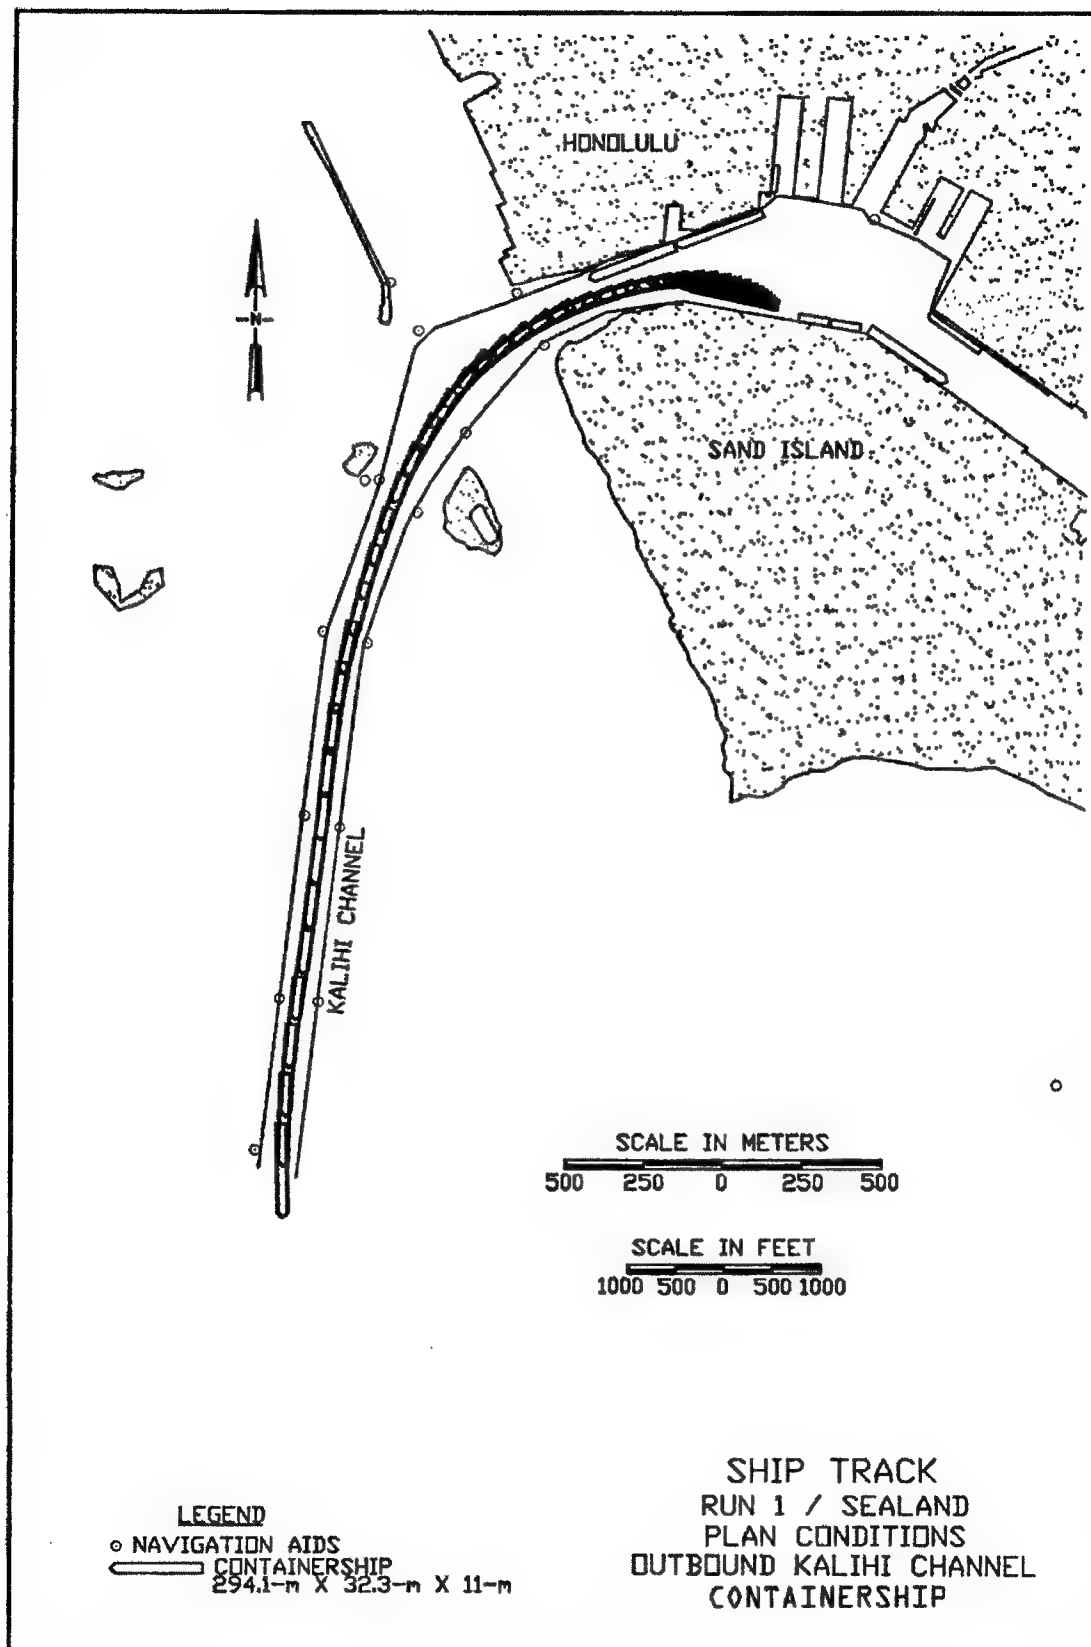 HONOLULU
N
SAND ISLAND
KALIHI CHANNEL
SCALE IN METERS
500 250 0 250 500
SCALE IN FEET
1000 500 0 500 1000
LEGEND
NAVIGATION AIDS
CONTAINERSHIP
294.1-m X 32.3-m X 11-m
SHIP TRACK
RUN 1 / SEALAND
PLAN CONDITIONS
OUTBOUND KALIHI CHANNEL
CONTAINERSHIP